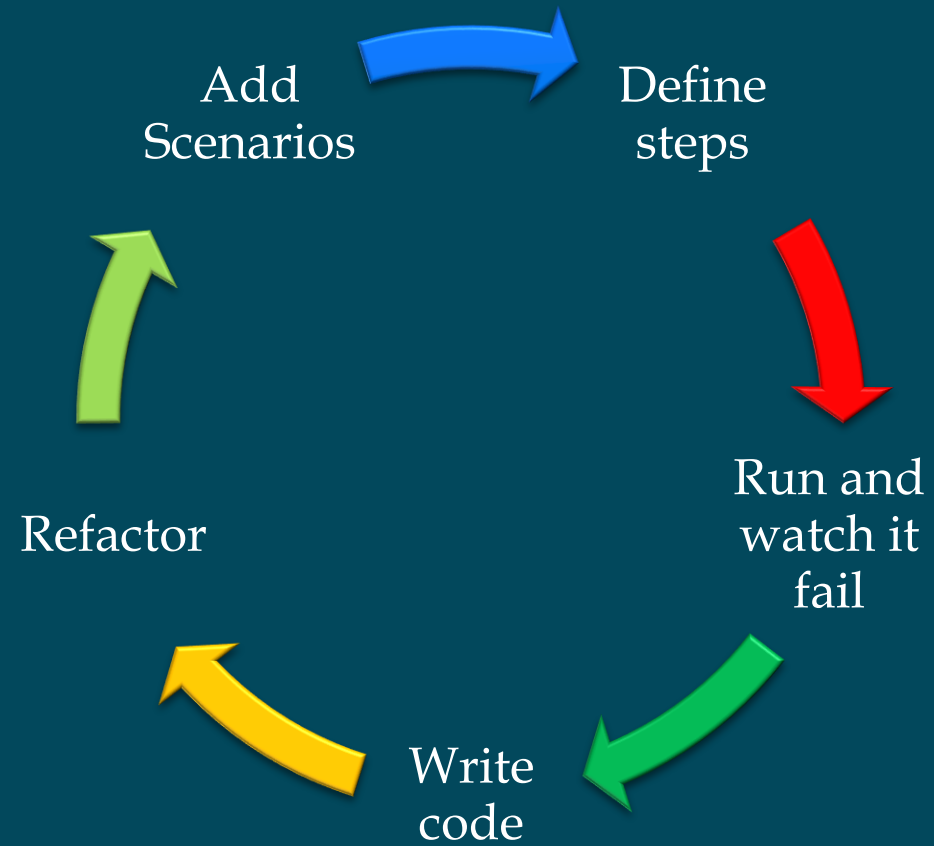 Add
Scenarios
Define
steps
Run and
watch it
fail
Write
code
Refactor